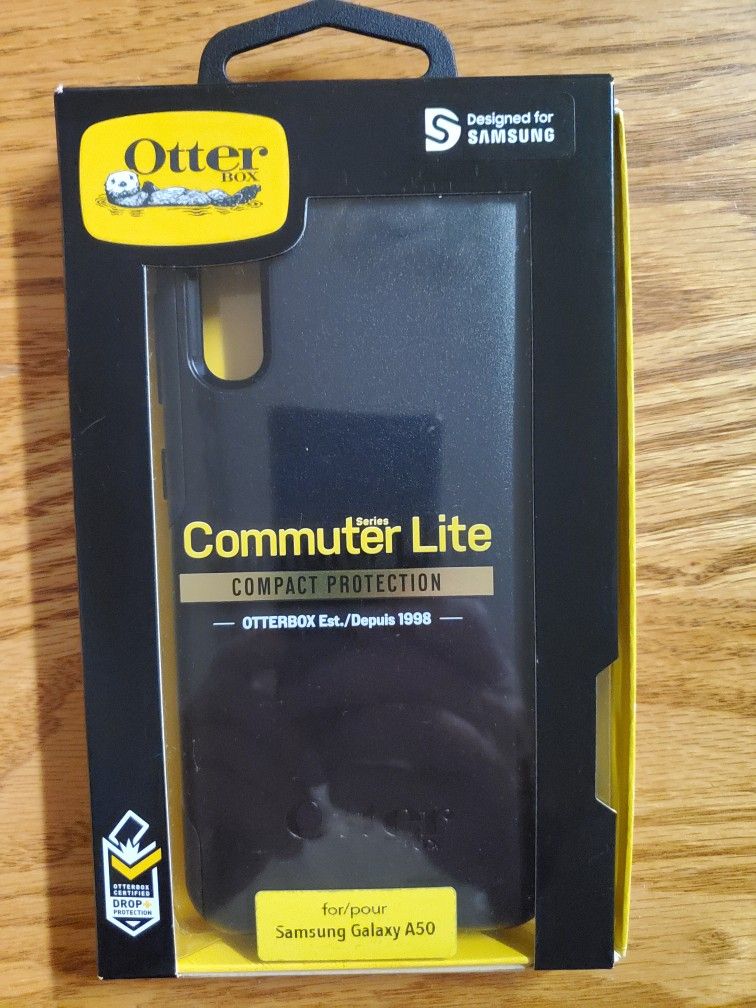 Otter
BOX
Designed for
SAMSUNG
Series
Commuter Lite
COMPACT PROTECTION
— OTTERBOX Est./Depuis 1998 —
Otter
OTTERBOX
CERTIFIED
DROP+
PROTECTION
for/pour
Samsung Galaxy A50